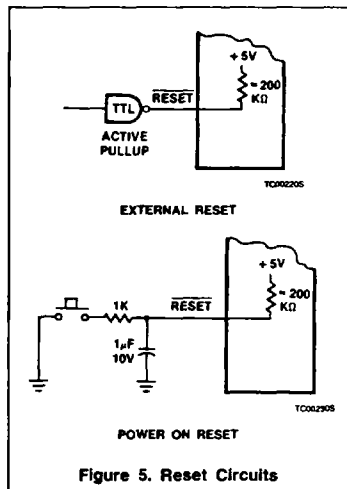 + 5V
≈ 200
KΩ
RESET
TTL
ACTIVE
PULLUP
TC00220S
EXTERNAL RESET
+ 5V
≈ 200
KΩ
RESET
1K
1μF
10V
TC00230S
POWER ON RESET
Figure 5. Reset Circuits